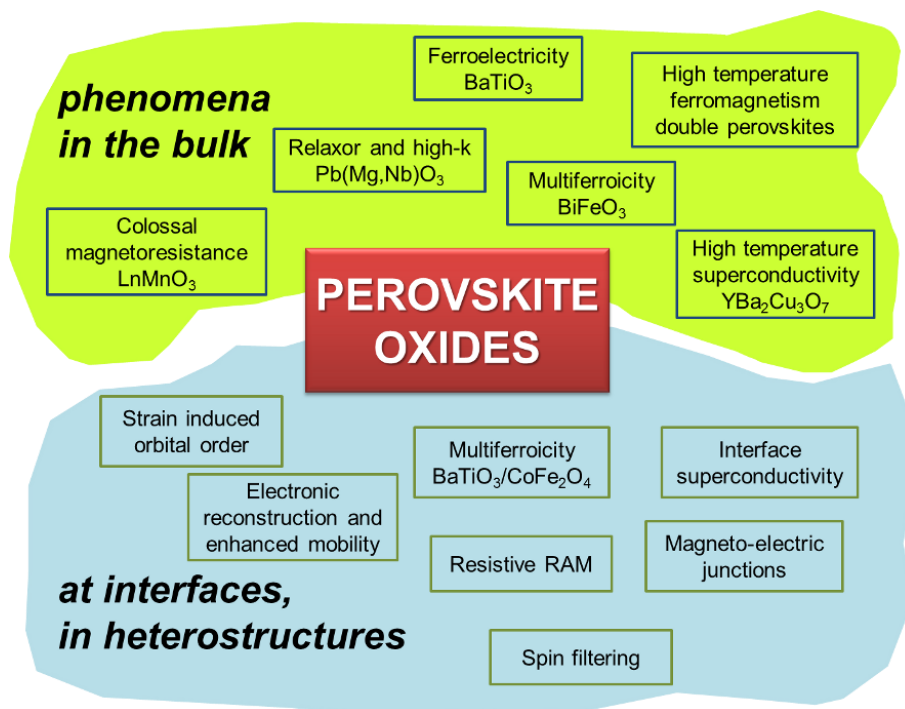 phenomena
in the bulk
Ferroelectricity
BaTiO₃
High temperature
ferromagnetism
double perovskites
Relaxor and high-k
Pb(Mg,Nb)O₃
Multiferroicity
BiFeO₃
Colossal
magnetoresistance
LnMnO₃
High temperature
superconductivity
YBa₂Cu₃O₇
PEROVSKITE
OXIDES
Strain induced
orbital order
Multiferroicity
BaTiO₃/CoFe₂O₄
Interface
superconductivity
Electronic
reconstruction and
enhanced mobility
Resistive RAM
Magneto-electric
junctions
at interfaces,
in heterostructures
Spin filtering